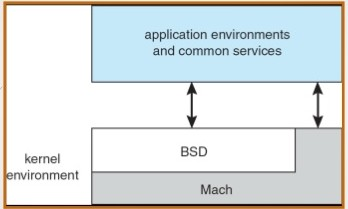 application environments
and common services
BSD
kernel
environment
Mach